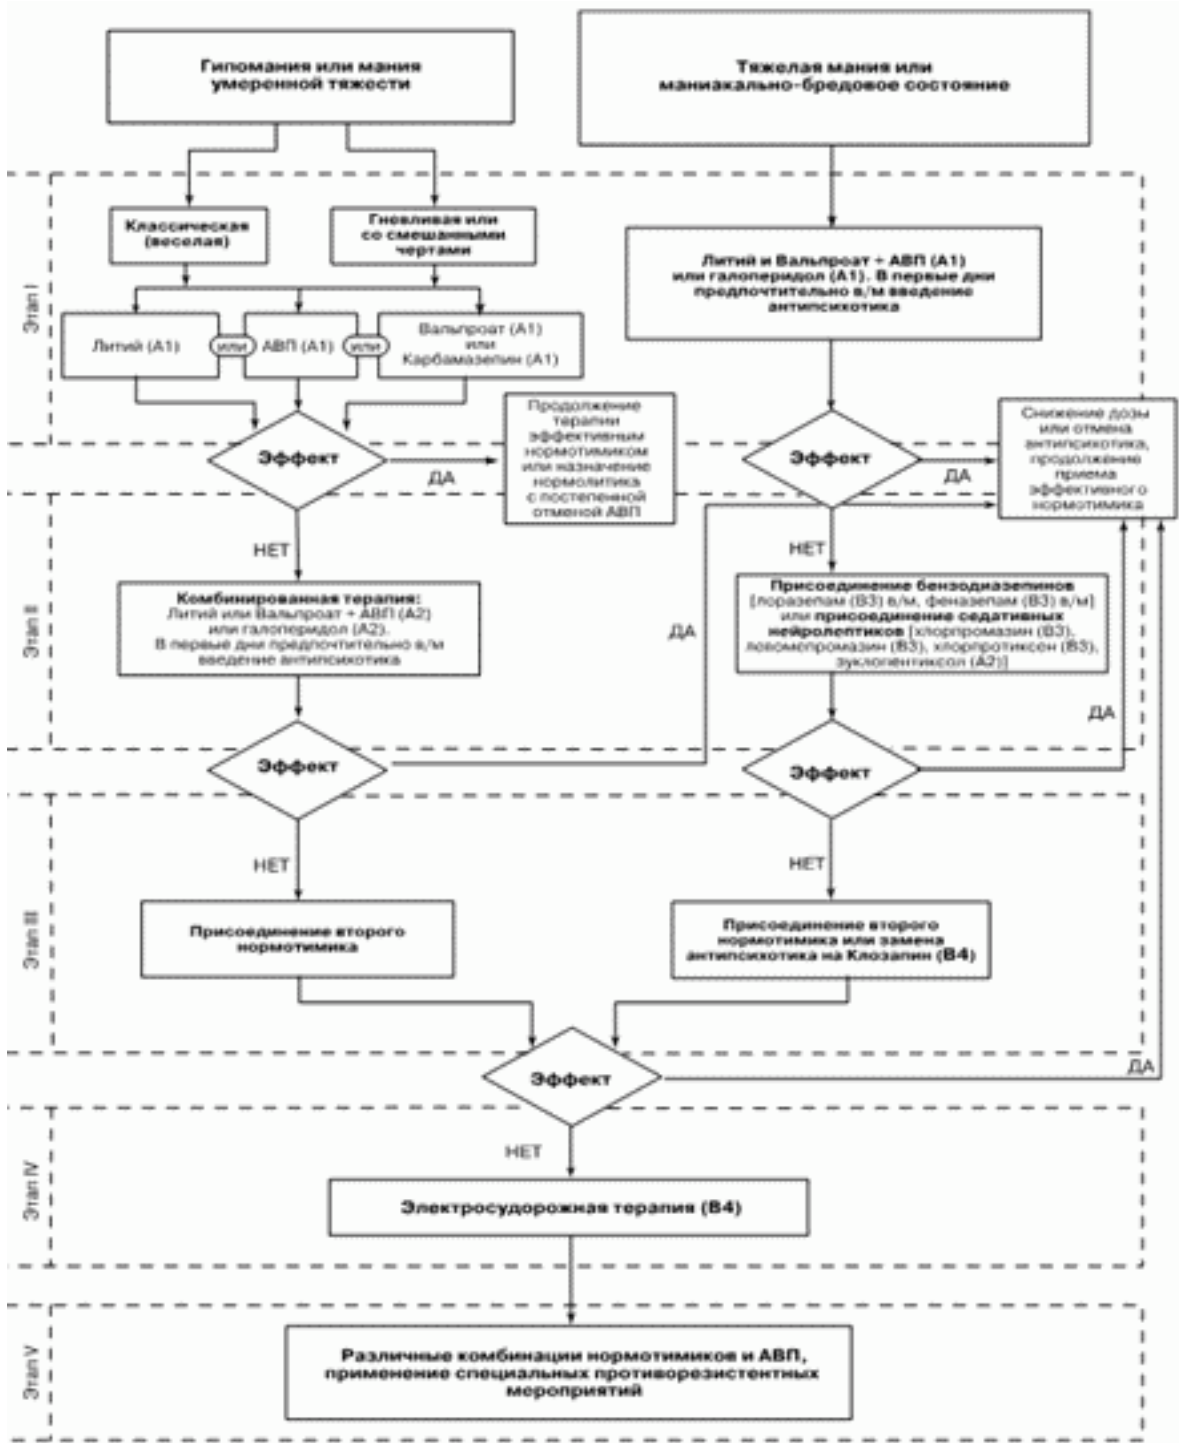 Гипомания или мания
умеренной тяжести
Тяжелая мания или
маниакально-бредовое состояние
Этап I
Классическая
(веселая)
Гневливая или
со смешанными
чертами
Литий и Вальпроат + АВП (А1)
или галоперидол (А1). В первые дни
предпочтительно в/м введение
антипсихотика
Литий (А1)
или
АВП (А1)
или
Вальпроат (А1)
или
Карбамазепин (А1)
Эффект
ДА
Продолжение
терапии
эффективным
нормотимиком
или назначение
нормолитика
с постепенной
отменой АВП
Эффект
ДА
Снижение дозы
или отмена
антипсихотика,
продолжение
приема
эффективного
нормотимика
Этап II
НЕТ
Комбинированная терапия:
Литий или Вальпроат + АВП (А2)
или галоперидол (А2).
В первые дни предпочтительно в/м
введение антипсихотика
ДА
НЕТ
Присоединение бензодиазепинов
[лоразепам (В3) в/м, феназепам (В3) в/м]
или присоединение седативных
нейролептиков [хлорпромазин (В3),
левомепромазин (В3), хлорпротиксен (В3),
зуклопентиксол (А2)]
ДА
Эффект
Эффект
Этап III
НЕТ
Присоединение второго
нормотимика
НЕТ
Присоединение второго
нормотимика или замена
антипсихотика на Клозапин (В4)
Эффект
ДА
Этап IV
НЕТ
Электросудорожная терапия (В4)
Этап V
Различные комбинации нормотимиков и АВП,
применение специальных противорезистентных
мероприятий